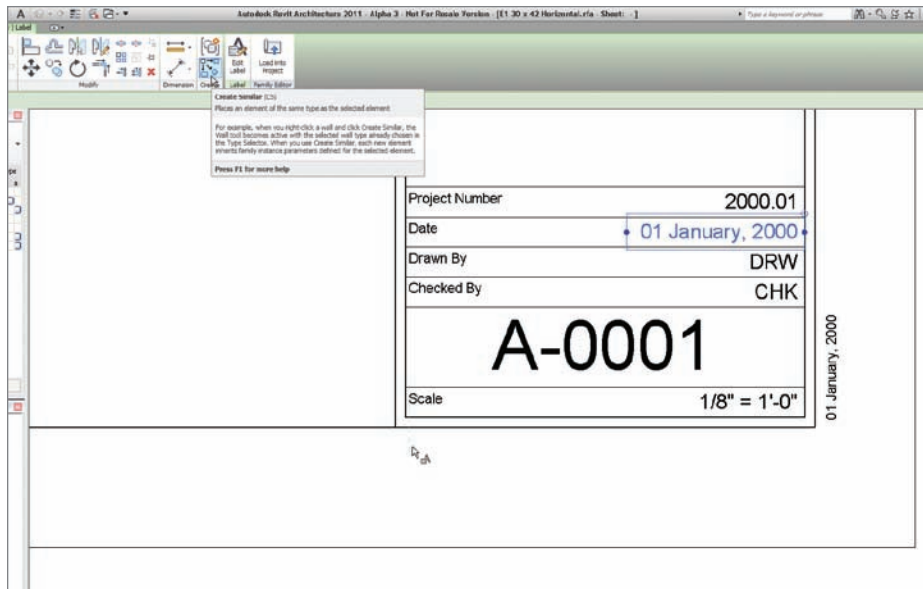 Autodesk Revit Architecture 2011 - Alpha 3 - Not For Resale Version - [E1 30 x 42 Horizontal.rfa - Sheet: - ]
Type a keyword or phrase
Label
Edit
Label
Load into
Project
Modify
Dimension
Label
Family Editor
Create Similar (CS)
Places an element of the same type as the selected element
For example, when you right-click a wall and click Create Similar, the
Wall tool becomes active with the selected wall type already chosen in
the Type Selector. When you use Create Similar, each new element
inherits family instance parameters defined for the selected element.
Press F1 for more help
Project Number
2000.01
Date
01 January, 2000
Drawn By
DRW
Checked By
CHK
A-0001
Scale
1/8" = 1'-0"
01 January, 2000